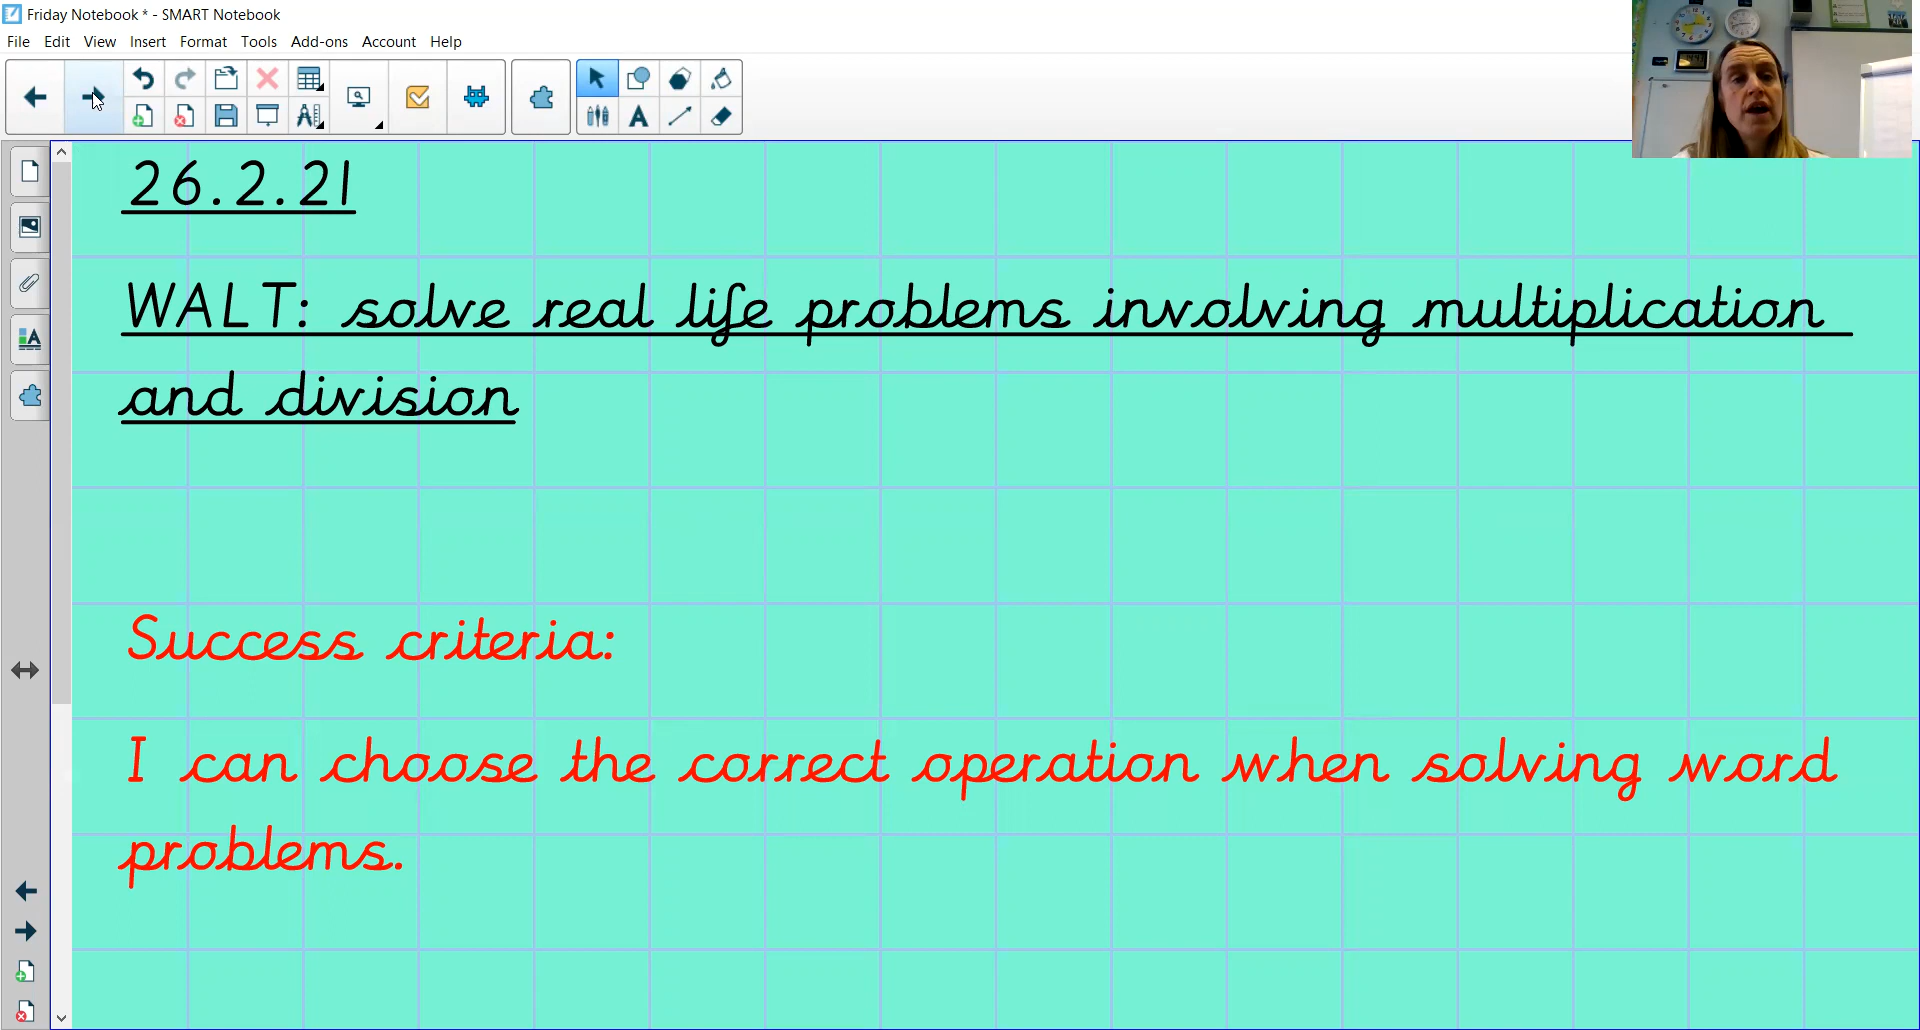 Friday Notebook * - SMART Notebook
File Edit View Insert Format Tools Add-ons Account Help
26.2.21
WALT: solve real life problems involving multiplication
and division
Success criteria:
I can choose the correct operation when solving word
problems.